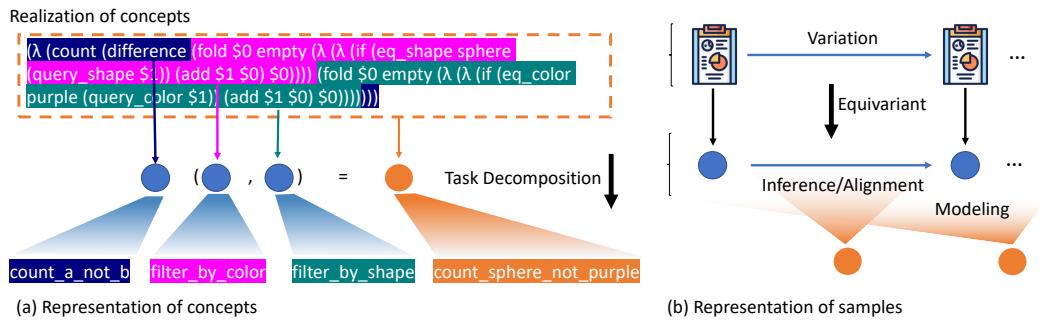 Realization of concepts
(λ (count (difference (fold $0 empty (λ (λ (if (eq_shape sphere
(query_shape $1)) (add $1 $0) $0)))) (fold $0 empty (λ (λ (if (eq_color
purple (query_color $1)) (add $1 $0) $0)))))))
( , ) =
Task Decomposition
count_a_not_b
filter_by_color
filter_by_shape
count_sphere_not_purple
(a) Representation of concepts
Variation
...
Equivariant
...
Inference/Alignment
Modeling
(b) Representation of samples